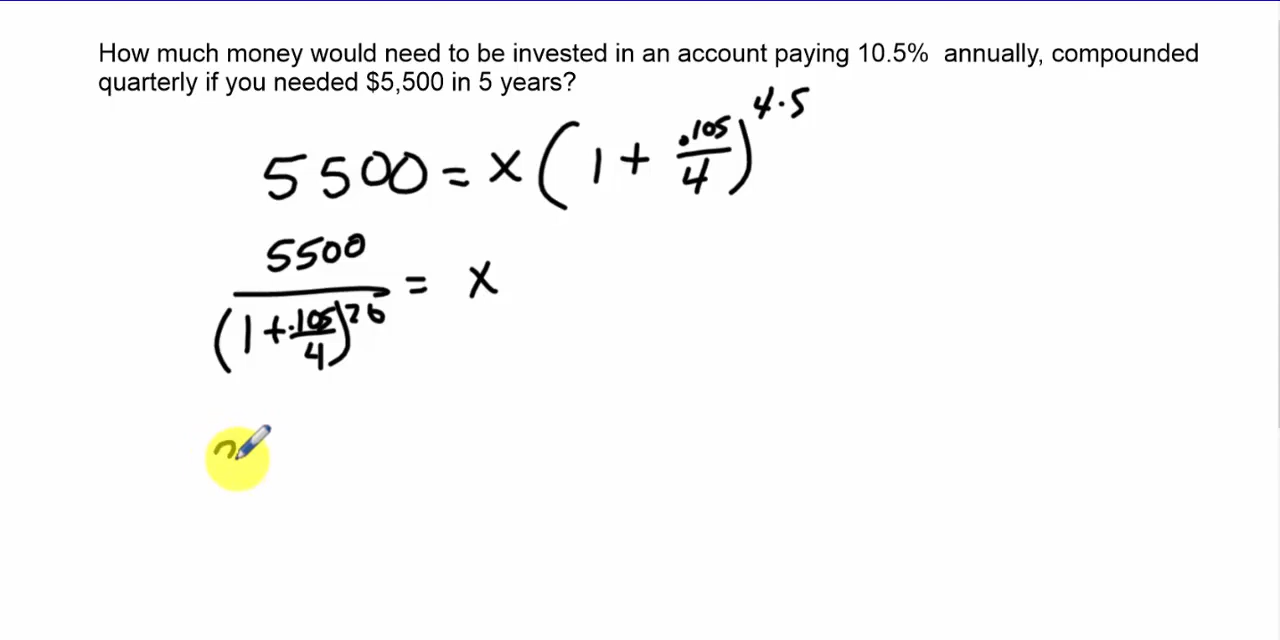 How much money would need to be invested in an account paying 10.5% annually, compounded
quarterly if you needed $5,500 in 5 years?
5500 = x(1 + .105/4)^4·5
5500/(1+.105/4)^20 = x